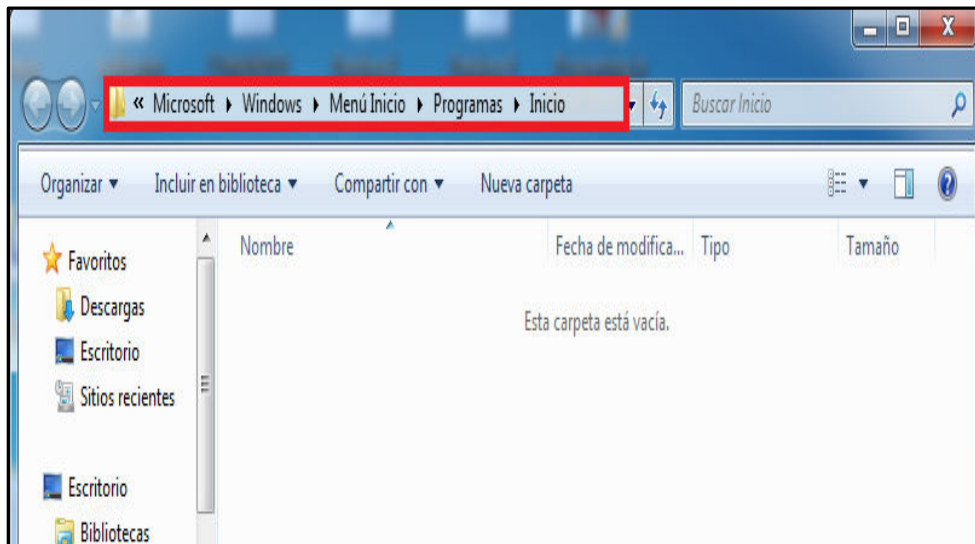 « Microsoft ▸ Windows ▸ Menú Inicio ▸ Programas ▸ Inicio
Buscar Inicio
Organizar ▾ Incluir en biblioteca ▾ Compartir con ▾ Nueva carpeta
Nombre Fecha de modifica... Tipo Tamaño
Esta carpeta está vacía.
Favoritos
Descargas
Escritorio
Sitios recientes
Escritorio
Bibliotecas